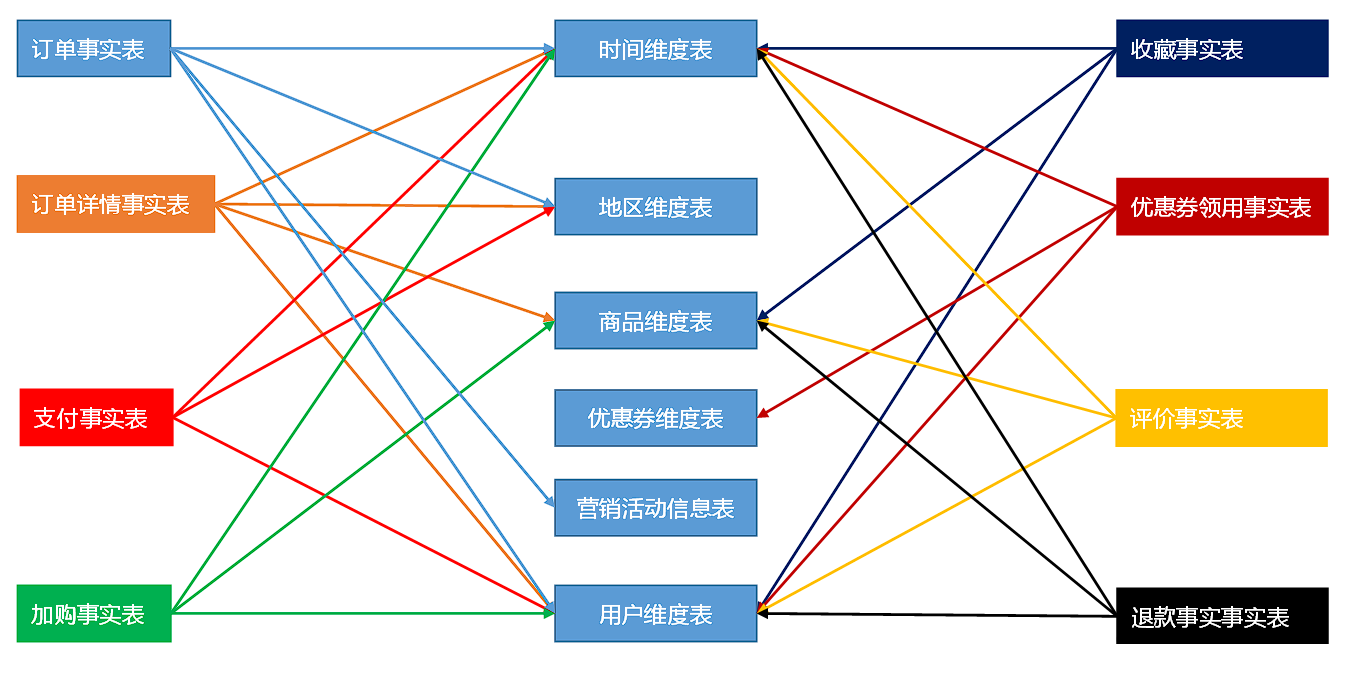 订单事实表
时间维度表
收藏事实表
订单详情事实表
地区维度表
优惠券领用事实表
商品维度表
支付事实表
优惠券维度表
评价事实表
营销活动信息表
加购事实表
用户维度表
退款事实事实表